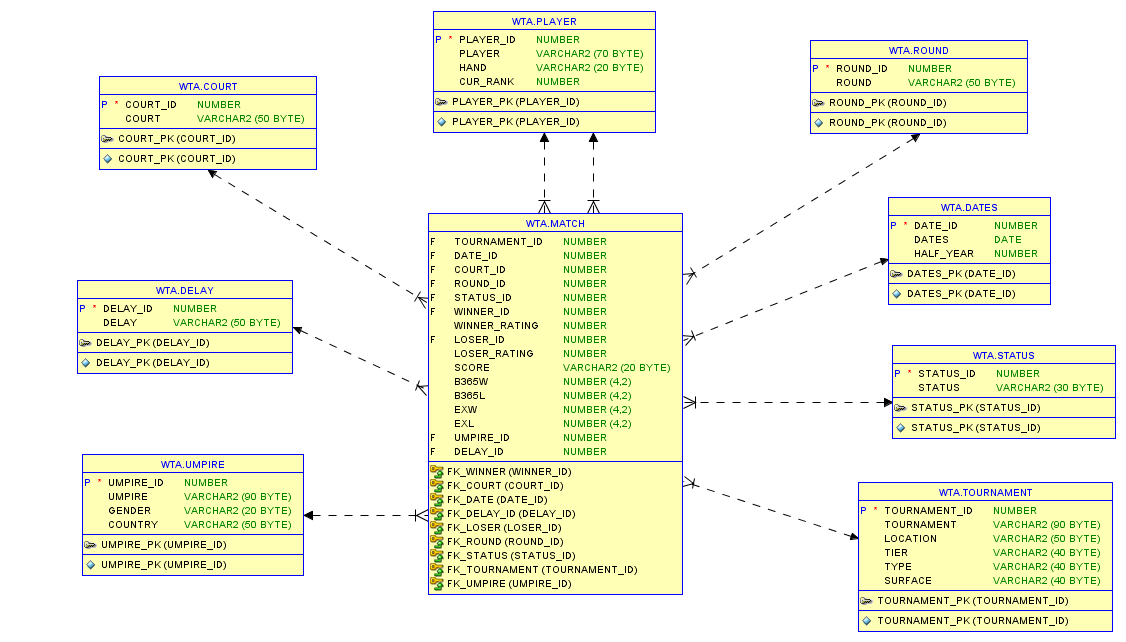 WTA.PLAYER
P * PLAYER_ID NUMBER
PLAYER VARCHAR2 (70 BYTE)
HAND VARCHAR2 (20 BYTE)
CUR_RANK NUMBER
PLAYER_PK (PLAYER_ID)
PLAYER_PK (PLAYER_ID)
WTA.ROUND
P * ROUND_ID NUMBER
ROUND VARCHAR2 (50 BYTE)
ROUND_PK (ROUND_ID)
ROUND_PK (ROUND_ID)
WTA.COURT
P * COURT_ID NUMBER
COURT VARCHAR2 (50 BYTE)
COURT_PK (COURT_ID)
COURT_PK (COURT_ID)
WTA.DATES
P * DATE_ID NUMBER
DATES DATE
HALF_YEAR NUMBER
DATES_PK (DATE_ID)
DATES_PK (DATE_ID)
WTA.MATCH
F TOURNAMENT_ID NUMBER
F DATE_ID NUMBER
F COURT_ID NUMBER
F ROUND_ID NUMBER
F STATUS_ID NUMBER
F WINNER_ID NUMBER
WINNER_RATING NUMBER
F LOSER_ID NUMBER
LOSER_RATING NUMBER
SCORE VARCHAR2 (20 BYTE)
B365W NUMBER (4,2)
B365L NUMBER (4,2)
EXW NUMBER (4,2)
EXL NUMBER (4,2)
F UMPIRE_ID NUMBER
F DELAY_ID NUMBER
FK_WINNER (WINNER_ID)
FK_COURT (COURT_ID)
FK_DATE (DATE_ID)
FK_DELAY_ID (DELAY_ID)
FK_LOSER (LOSER_ID)
FK_ROUND (ROUND_ID)
FK_STATUS (STATUS_ID)
FK_TOURNAMENT (TOURNAMENT_ID)
FK_UMPIRE (UMPIRE_ID)
WTA.DELAY
P * DELAY_ID NUMBER
DELAY VARCHAR2 (50 BYTE)
DELAY_PK (DELAY_ID)
DELAY_PK (DELAY_ID)
WTA.STATUS
P * STATUS_ID NUMBER
STATUS VARCHAR2 (30 BYTE)
STATUS_PK (STATUS_ID)
STATUS_PK (STATUS_ID)
WTA.UMPIRE
P * UMPIRE_ID NUMBER
UMPIRE VARCHAR2 (90 BYTE)
GENDER VARCHAR2 (20 BYTE)
COUNTRY VARCHAR2 (50 BYTE)
UMPIRE_PK (UMPIRE_ID)
UMPIRE_PK (UMPIRE_ID)
WTA.TOURNAMENT
P * TOURNAMENT_ID NUMBER
TOURNAMENT VARCHAR2 (90 BYTE)
LOCATION VARCHAR2 (50 BYTE)
TIER VARCHAR2 (40 BYTE)
TYPE VARCHAR2 (40 BYTE)
SURFACE VARCHAR2 (40 BYTE)
TOURNAMENT_PK (TOURNAMENT_ID)
TOURNAMENT_PK (TOURNAMENT_ID)